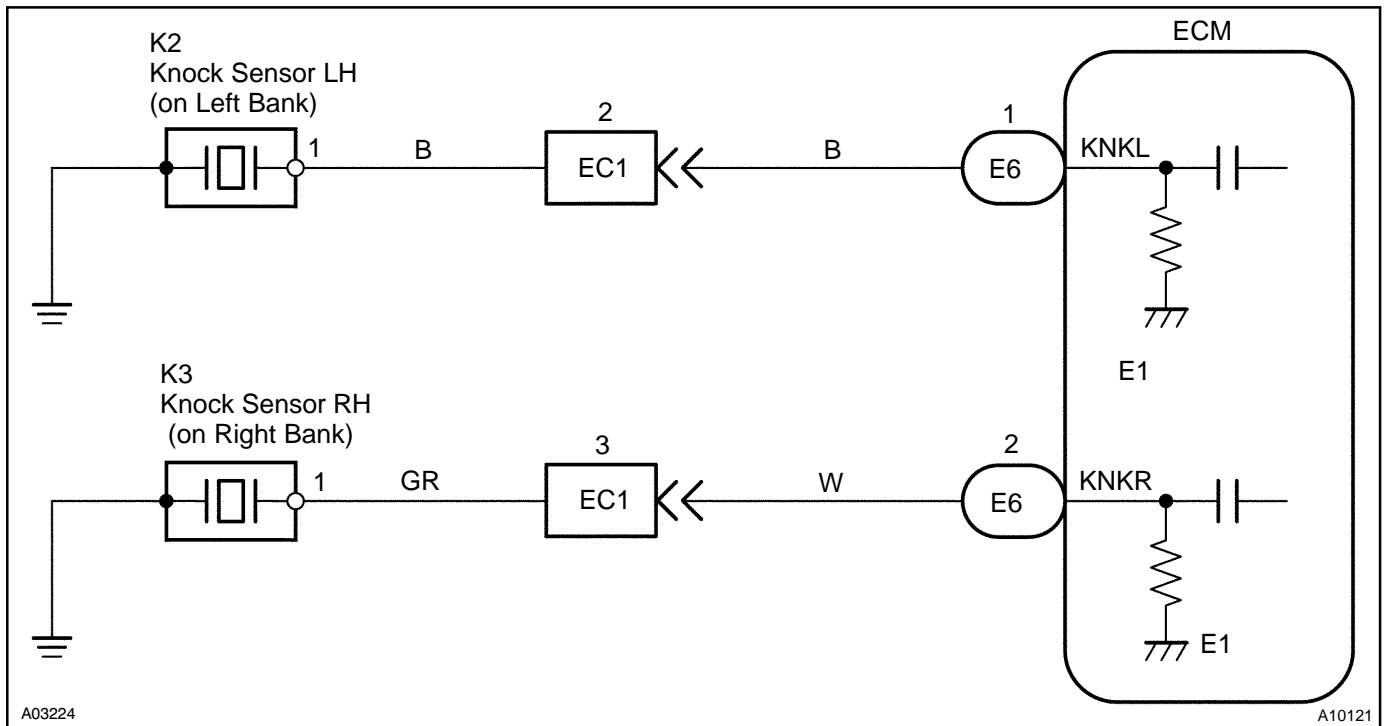 ECM
K2
Knock Sensor LH
(on Left Bank)
1
B
2
EC1
B
1
E6
KNKL
E1
K3
Knock Sensor RH
(on Right Bank)
1
GR
3
EC1
W
2
E6
KNKR
E1
A03224
A10121